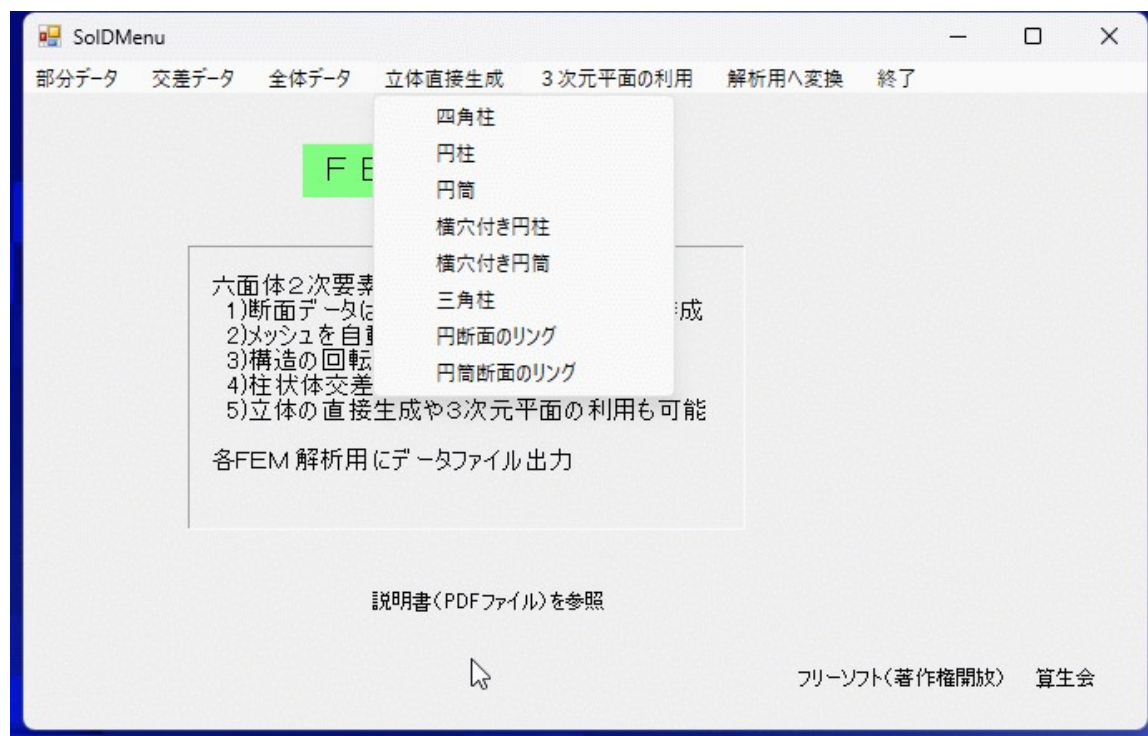 SolDMenu
部分データ 交差データ 全体データ 立体直接生成 3次元平面の利用 解析用へ変換 終了
四角柱
円柱
円筒
横穴付き円柱
横穴付き円筒
三角柱
円断面のリング
円筒断面のリング
FE
六面体2次要素
1)断面データは 成
2)メッシュを自動
3)構造の回転
4)柱状体交差
5)立体の直接生成や3次元平面の利用も可能
各FEM解析用にデータファイル出力
説明書(PDFファイル)を参照
フリーソフト(著作権開放) 算生会